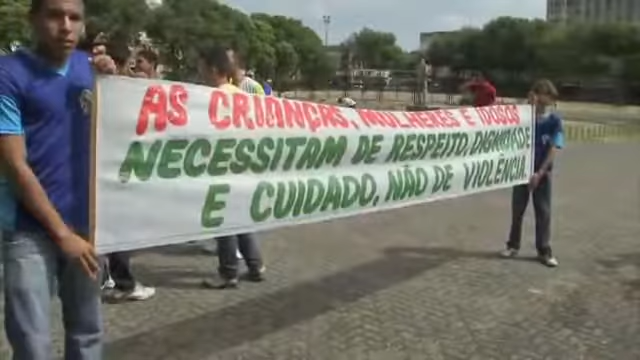 AS CRIANÇAS, MULHERES E IDOSOS
NECESSITAM DE RESPEITO, DIGNIDADE
E CUIDADO, NÃO DE VIOLÊNCIA.